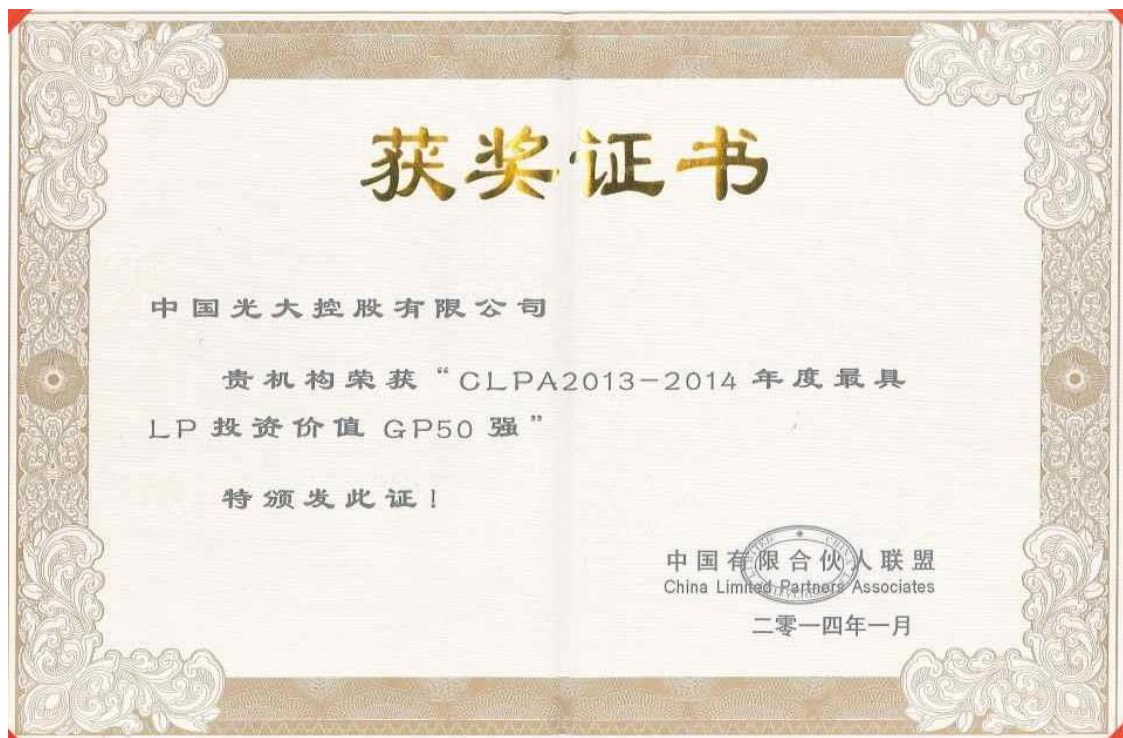 获奖证书
中国光大控股有限公司
贵机构荣获“CLPA2013-2014年度最具
LP投资价值GP50强”
特颁发此证!
中国有限合伙人联盟
China Limited Partners Associates
二零一四年一月